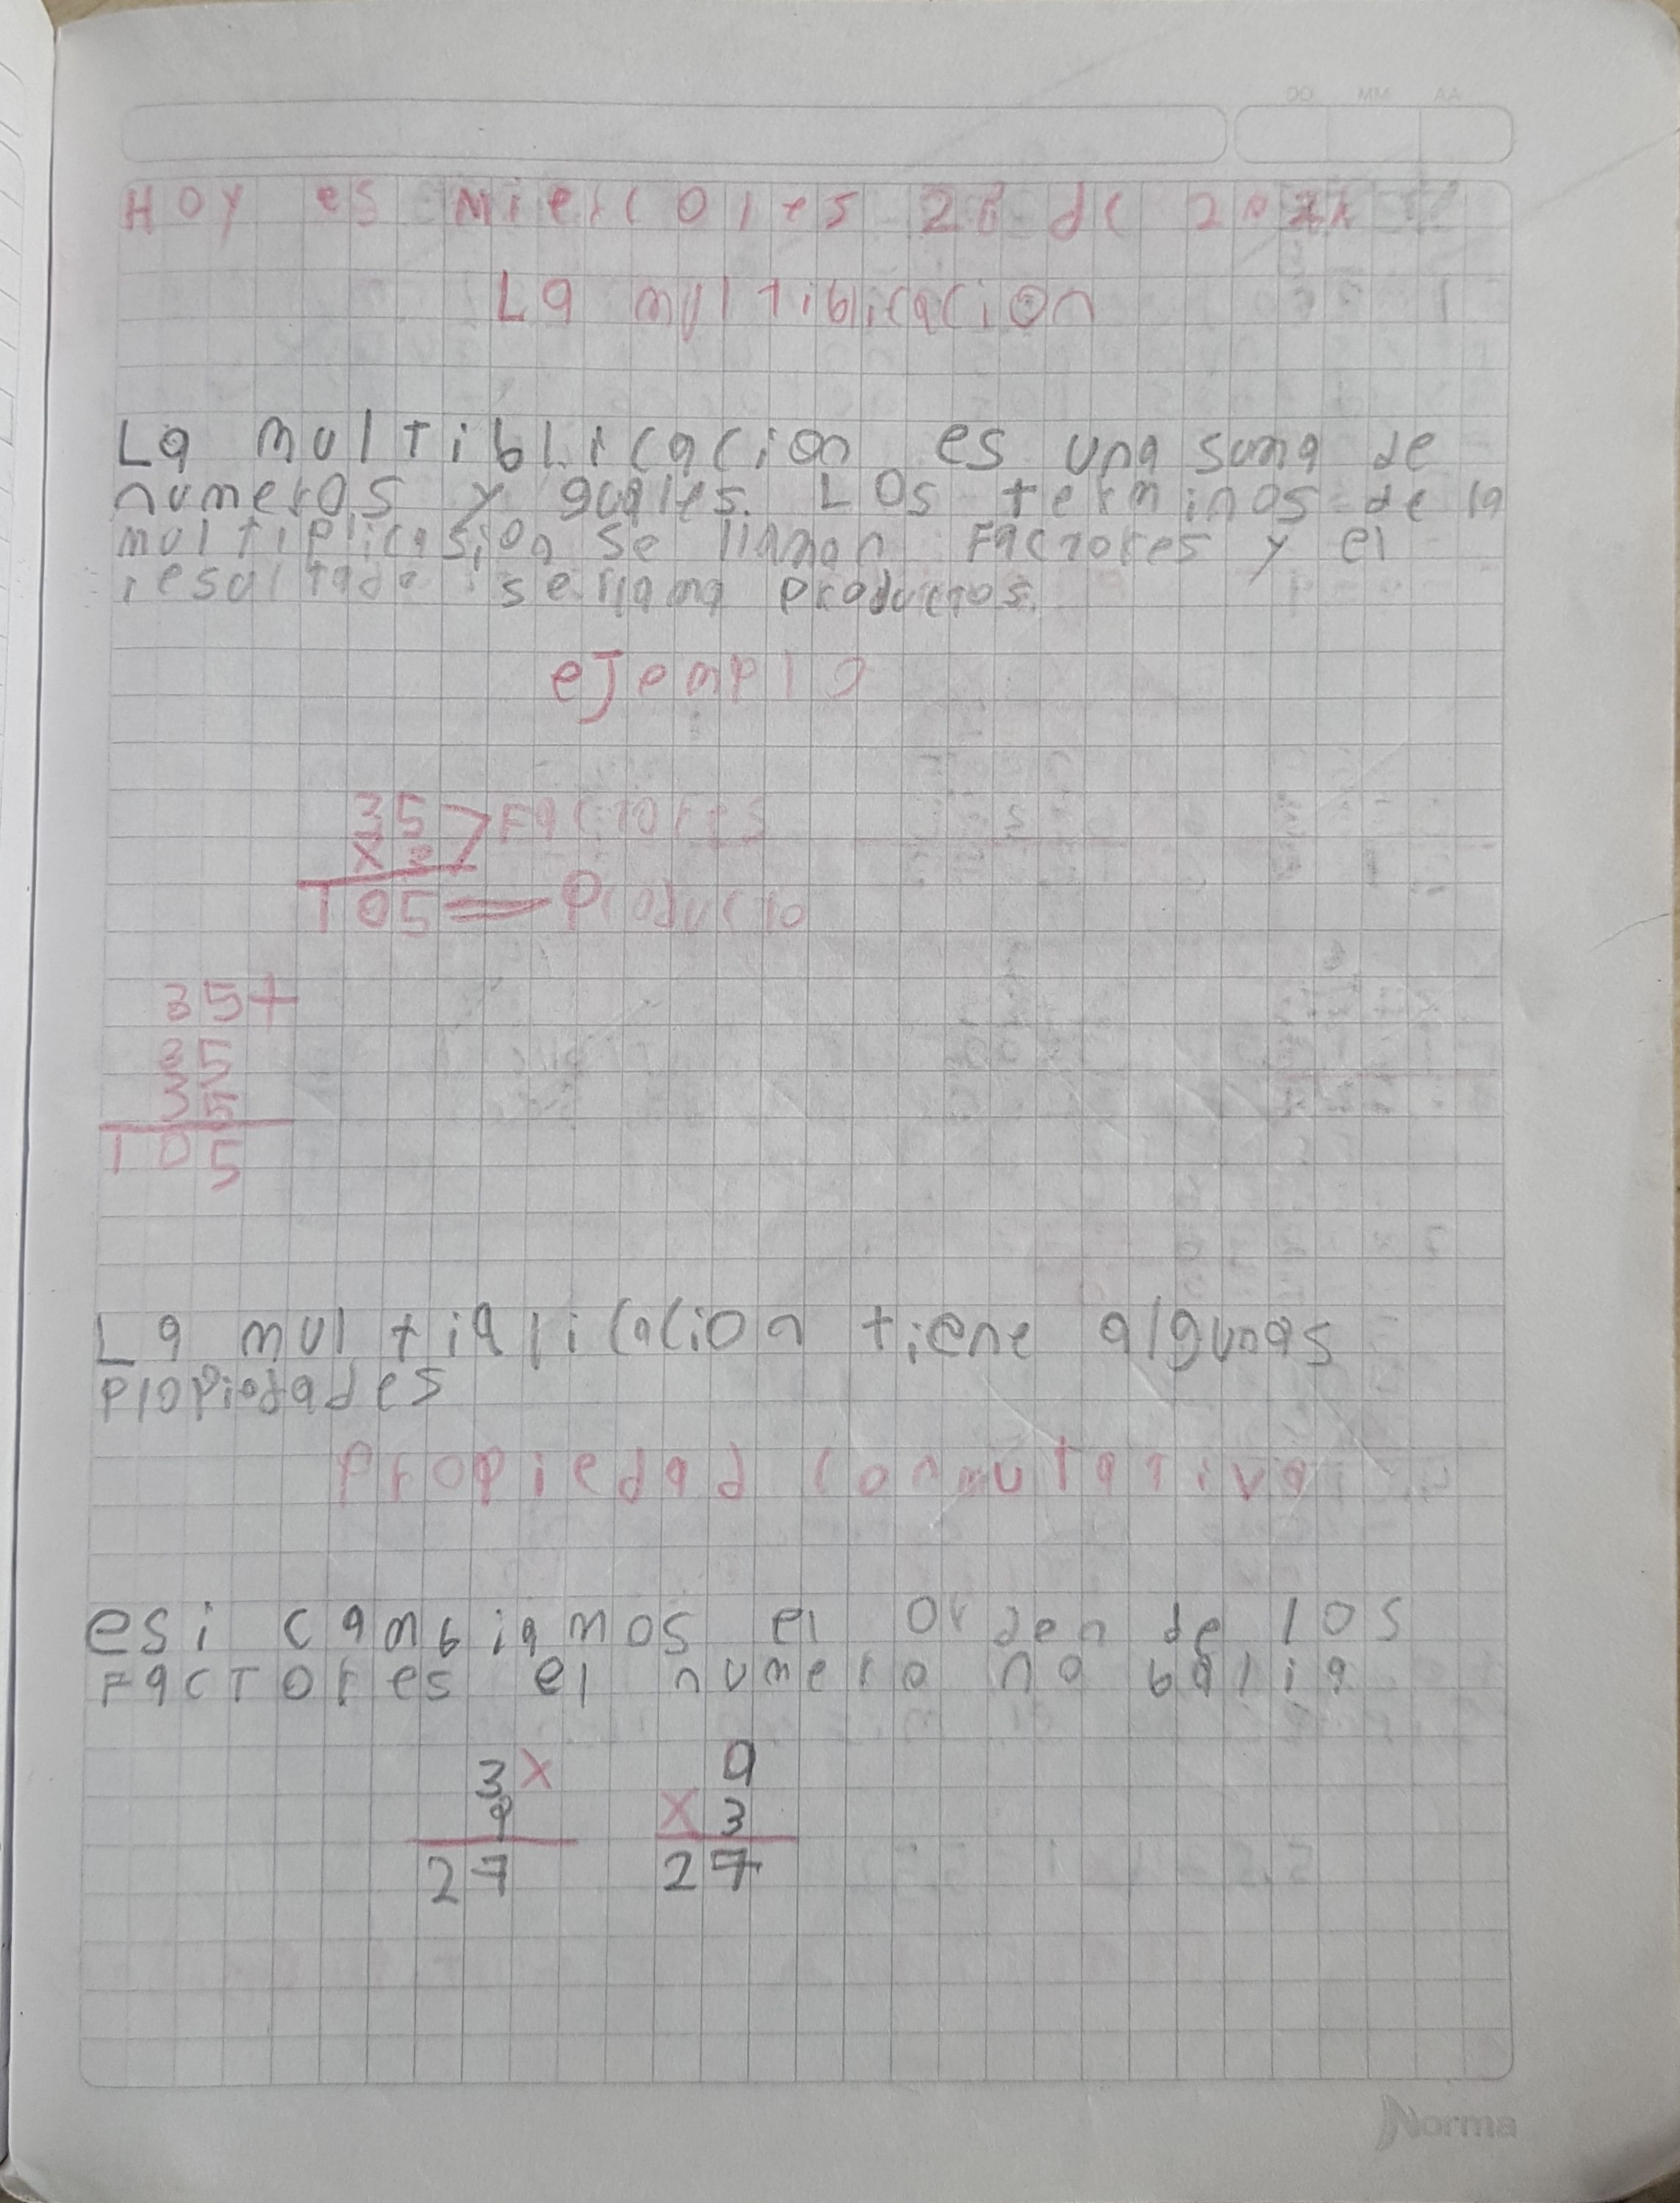 DD MM AA
HOY es Miercoles 28 de
La multiblicacion
La multiblicacion es una suma de
numeros y guales. LOs terminos de la
multiplicasion se llaman Factores y el
resultado se llama productos.
ejemplo
35 > Factores
x 3
105 = Producto
35+
35
35
105
La multiplicacion tiene algunas
propiedades
Propiedad conmutativa
esi cambiamos el orden de los
Factores el numero no balia
3 x 9
9 x 3
27 27
Norma